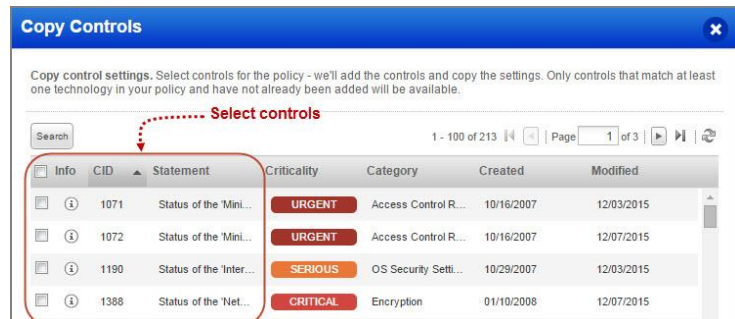 Copy Controls
Copy control settings. Select controls for the policy - we'll add the controls and copy the settings. Only controls that match at least
one technology in your policy and have not already been added will be available.
Select controls
Search 1 - 100 of 213 Page 1 of 3
Info CID Statement Criticality Category Created Modified
1071 Status of the 'Mini... URGENT Access Control R... 10/16/2007 12/03/2015
1072 Status of the 'Mini... URGENT Access Control R... 10/16/2007 12/07/2015
1190 Status of the 'Inter... SERIOUS OS Security Setti... 10/29/2007 12/03/2015
1388 Status of the 'Net... CRITICAL Encryption 01/10/2008 12/07/2015